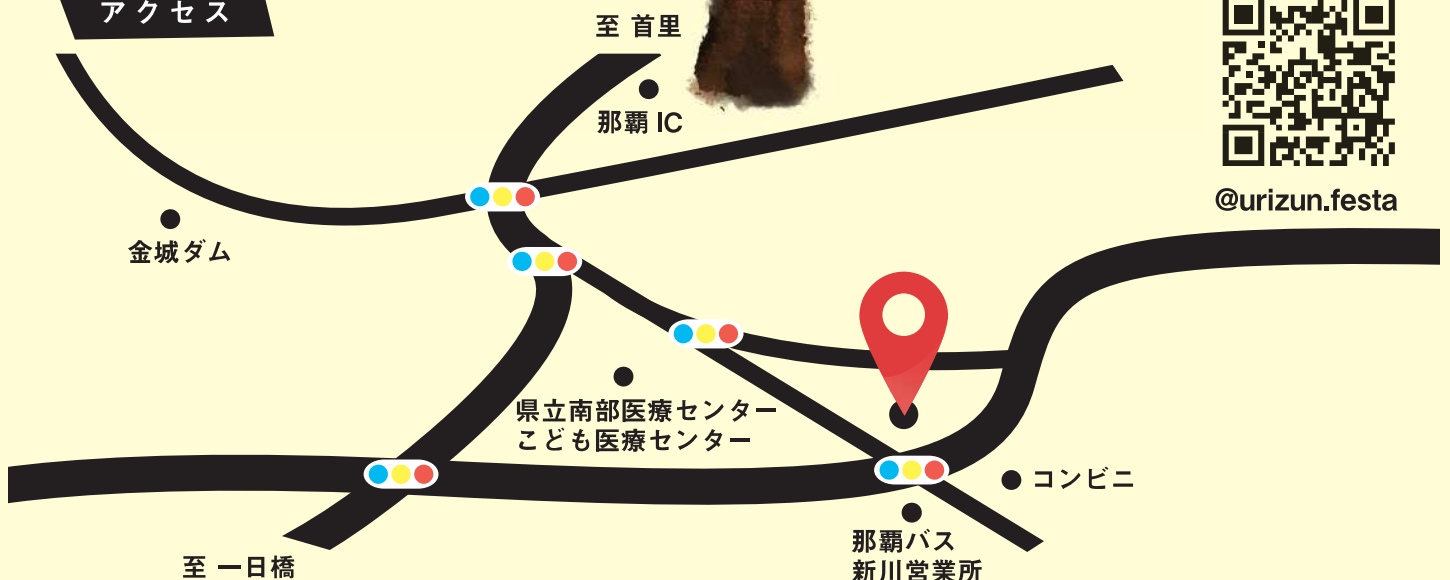 アクセス
至 首里
那覇 IC
@urizun.festa
金城ダム
県立南部医療センター
こども医療センター
コンビニ
那覇バス
新川営業所
至 一日橋